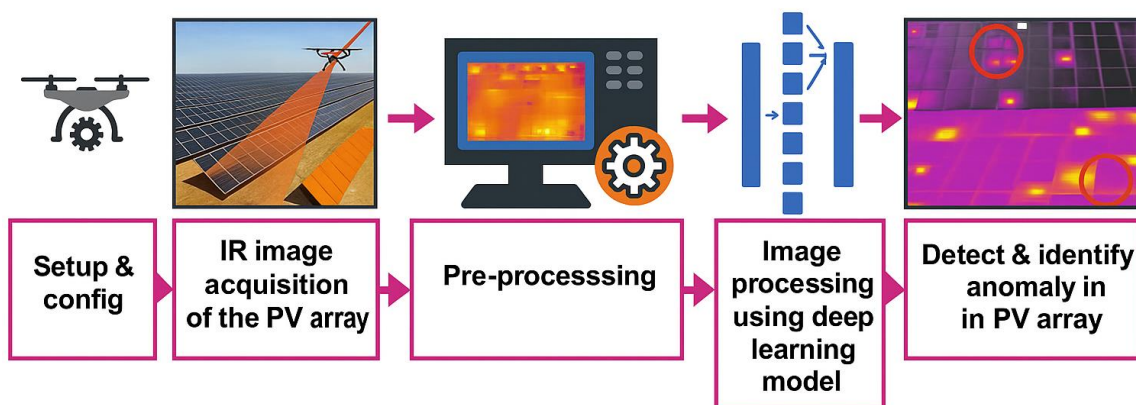 Setup &
config
IR image
acquisition
of the PV array
Pre-processsing
Image
processing
using deep
learning
model
Detect & identify
anomaly in
in PV array